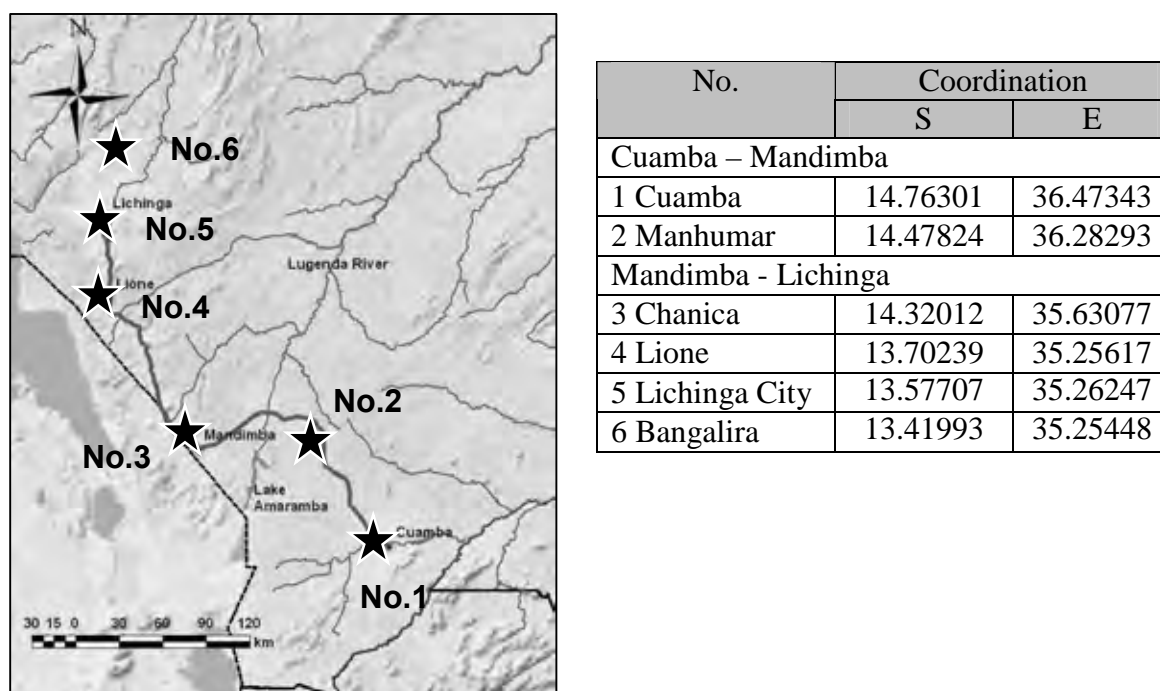 N
No.6
Lichinga
No.5
Lione
No.4
Lugenda River
No.2
Mandimba
No.3
Lake
Amaramba
Cuamba
No.1
30 15 0 30 60 90 120
km
No. Coordination
S E
Cuamba – Mandimba
1 Cuamba 14.76301 36.47343
2 Manhumar 14.47824 36.28293
Mandimba - Lichinga
3 Chanica 14.32012 35.63077
4 Lione 13.70239 35.25617
5 Lichinga City 13.57707 35.26247
6 Bangalira 13.41993 35.25448